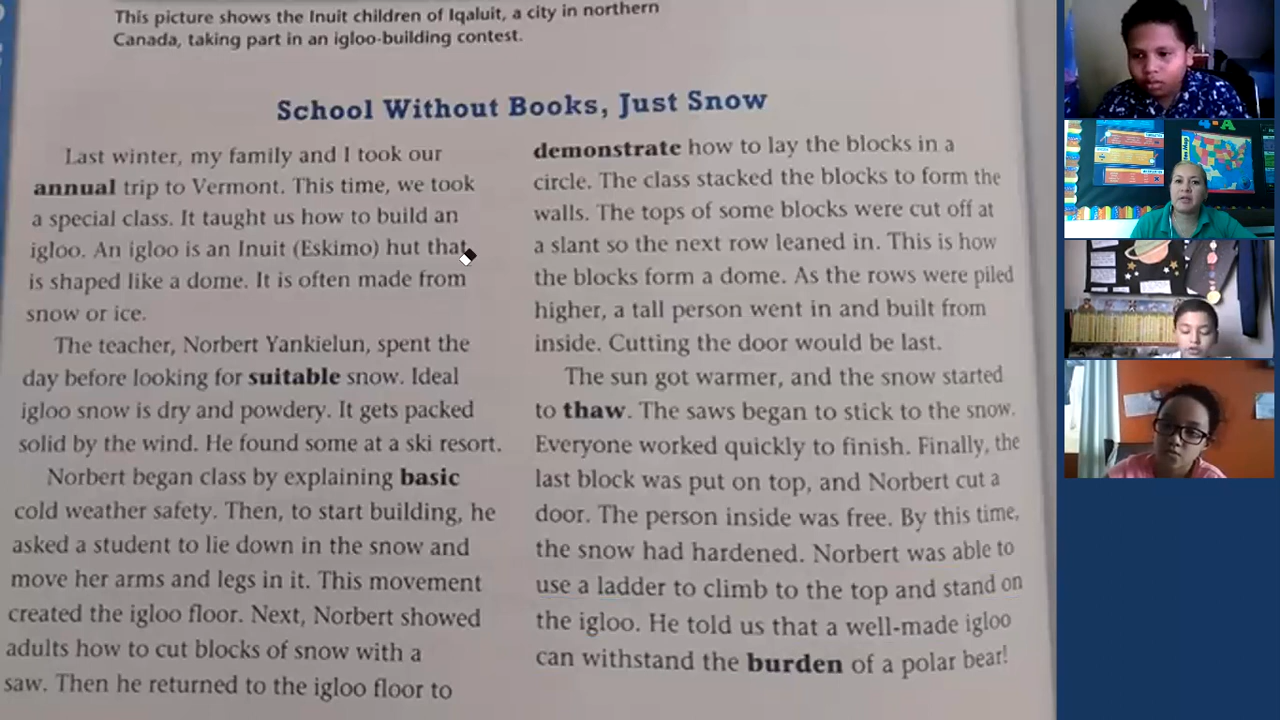 This picture shows the Inuit children of Iqaluit, a city in northern
Canada, taking part in an igloo-building contest.
School Without Books, Just Snow
Last winter, my family and I took our
annual trip to Vermont. This time, we took
a special class. It taught us how to build an
igloo. An igloo is an Inuit (Eskimo) hut that
is shaped like a dome. It is often made from
snow or ice.
The teacher, Norbert Yankielun, spent the
day before looking for suitable snow. Ideal
igloo snow is dry and powdery. It gets packed
solid by the wind. He found some at a ski resort.
Norbert began class by explaining basic
cold weather safety. Then, to start building, he
asked a student to lie down in the snow and
move her arms and legs in it. This movement
created the igloo floor. Next, Norbert showed
adults how to cut blocks of snow with a
saw. Then he returned to the igloo floor to
demonstrate how to lay the blocks in a
circle. The class stacked the blocks to form the
walls. The tops of some blocks were cut off at
a slant so the next row leaned in. This is how
the blocks form a dome. As the rows were piled
higher, a tall person went in and built from
inside. Cutting the door would be last.
The sun got warmer, and the snow started
to thaw. The saws began to stick to the snow.
Everyone worked quickly to finish. Finally, the
last block was put on top, and Norbert cut a
door. The person inside was free. By this time,
the snow had hardened. Norbert was able to
use a ladder to climb to the top and stand on
the igloo. He told us that a well-made igloo
can withstand the burden of a polar bear!